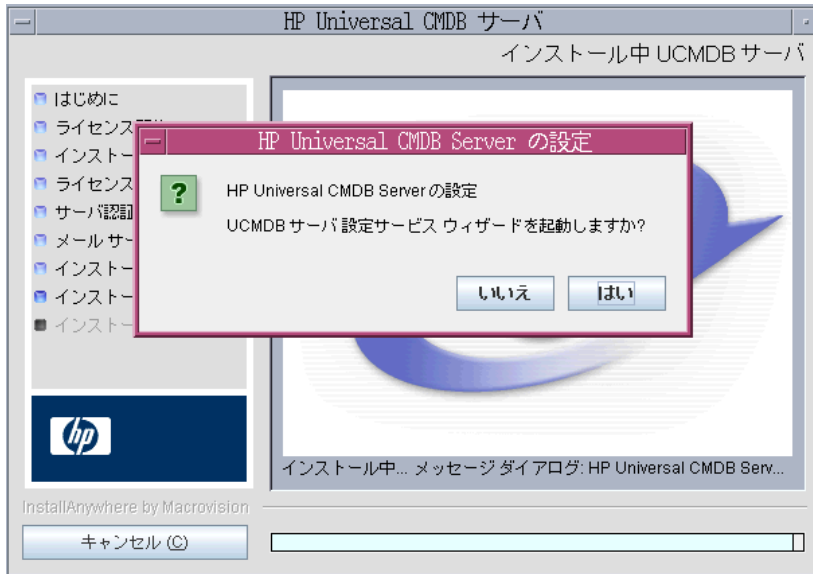 HP Universal CMDB サーバ
インストール中 UCMDB サーバ
はじめに
ライセンス
インストー
ライセンス
サーバ認証
メール サー
インストー
インストー
インストー
HP Universal CMDB Server の設定
HP Universal CMDB Serverの設定
UCMDB サーバ 設定サービス ウィザードを起動しますか?
いいえ
はい
hp
インストール中... メッセージ ダイアログ: HP Universal CMDB Serv...
InstallAnywhere by Macrovision
キャンセル (C)